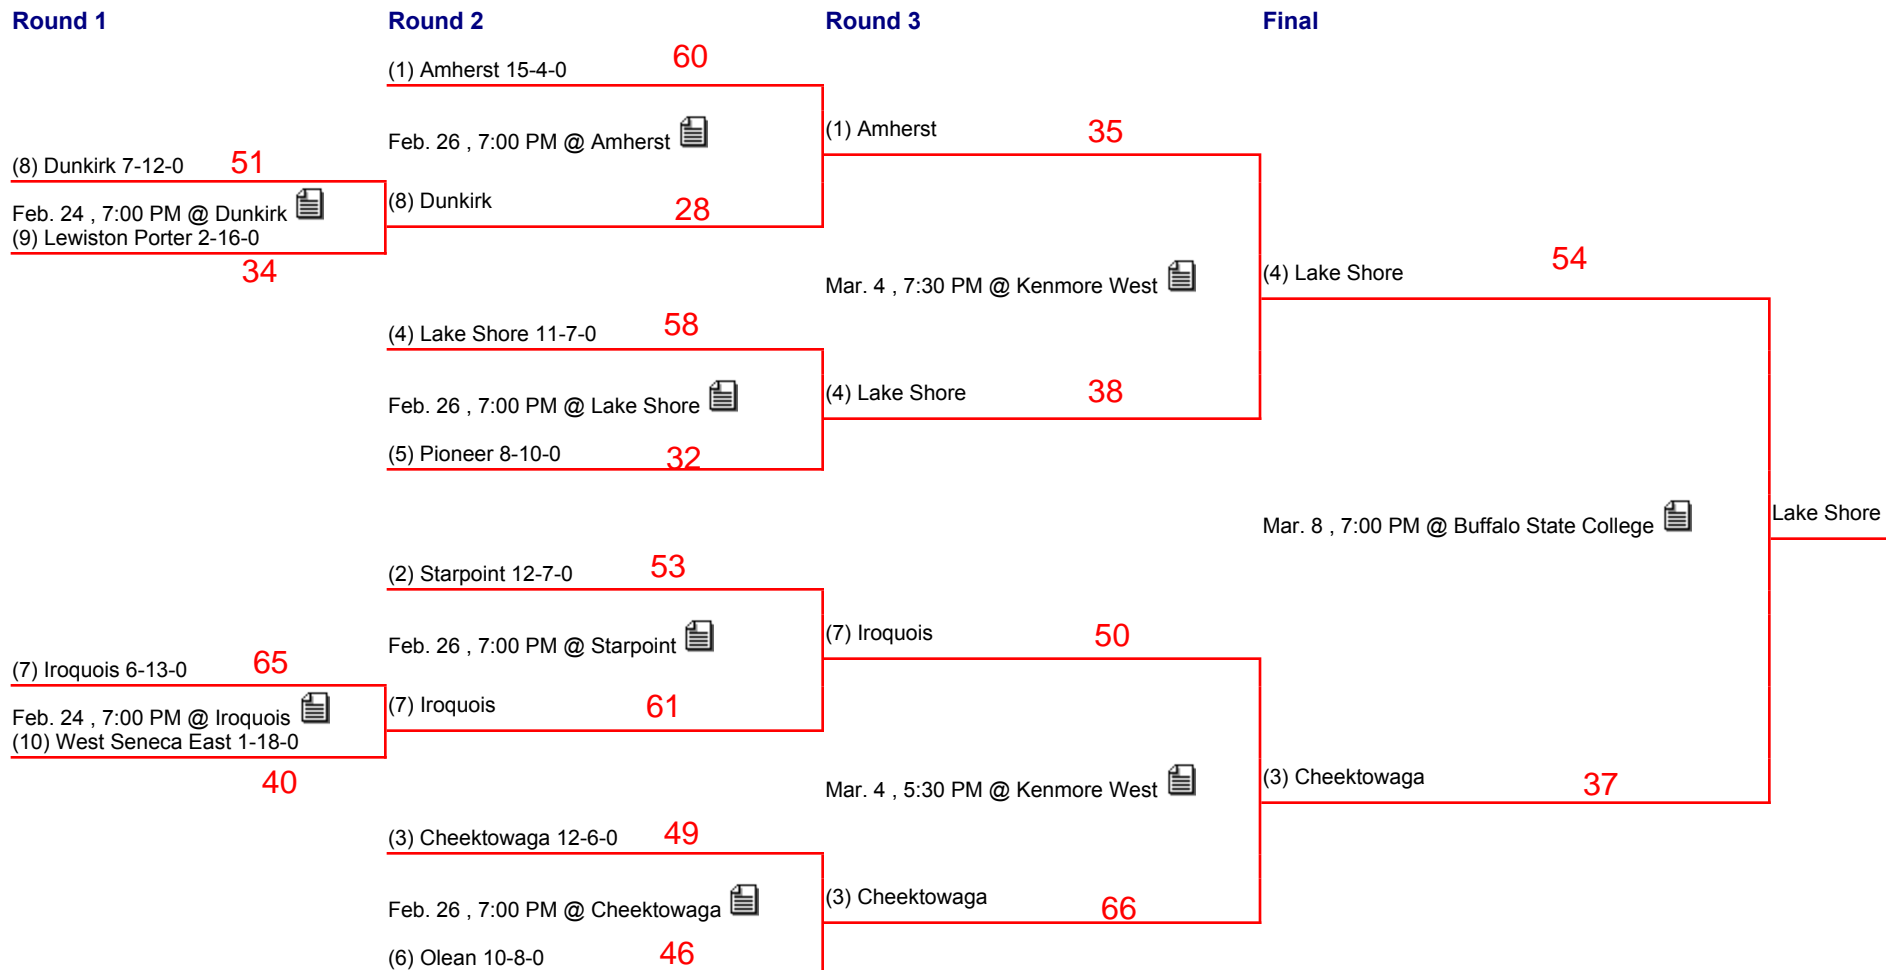 Round 1
Round 2
Round 3
Final
(1) Amherst 15-4-0
60
Feb. 26 , 7:00 PM @ Amherst
(1) Amherst
35
(8) Dunkirk 7-12-0
51
Feb. 24 , 7:00 PM @ Dunkirk
(8) Dunkirk
28
(9) Lewiston Porter 2-16-0
34
Mar. 4 , 7:30 PM @ Kenmore West
(4) Lake Shore
54
(4) Lake Shore 11-7-0
58
Feb. 26 , 7:00 PM @ Lake Shore
(4) Lake Shore
38
(5) Pioneer 8-10-0
32
Mar. 8 , 7:00 PM @ Buffalo State College
Lake Shore
(2) Starpoint 12-7-0
53
Feb. 26 , 7:00 PM @ Starpoint
(7) Iroquois
50
(7) Iroquois 6-13-0
65
Feb. 24 , 7:00 PM @ Iroquois
(7) Iroquois
61
(10) West Seneca East 1-18-0
40
Mar. 4 , 5:30 PM @ Kenmore West
(3) Cheektowaga
37
(3) Cheektowaga 12-6-0
49
Feb. 26 , 7:00 PM @ Cheektowaga
(3) Cheektowaga
66
(6) Olean 10-8-0
46